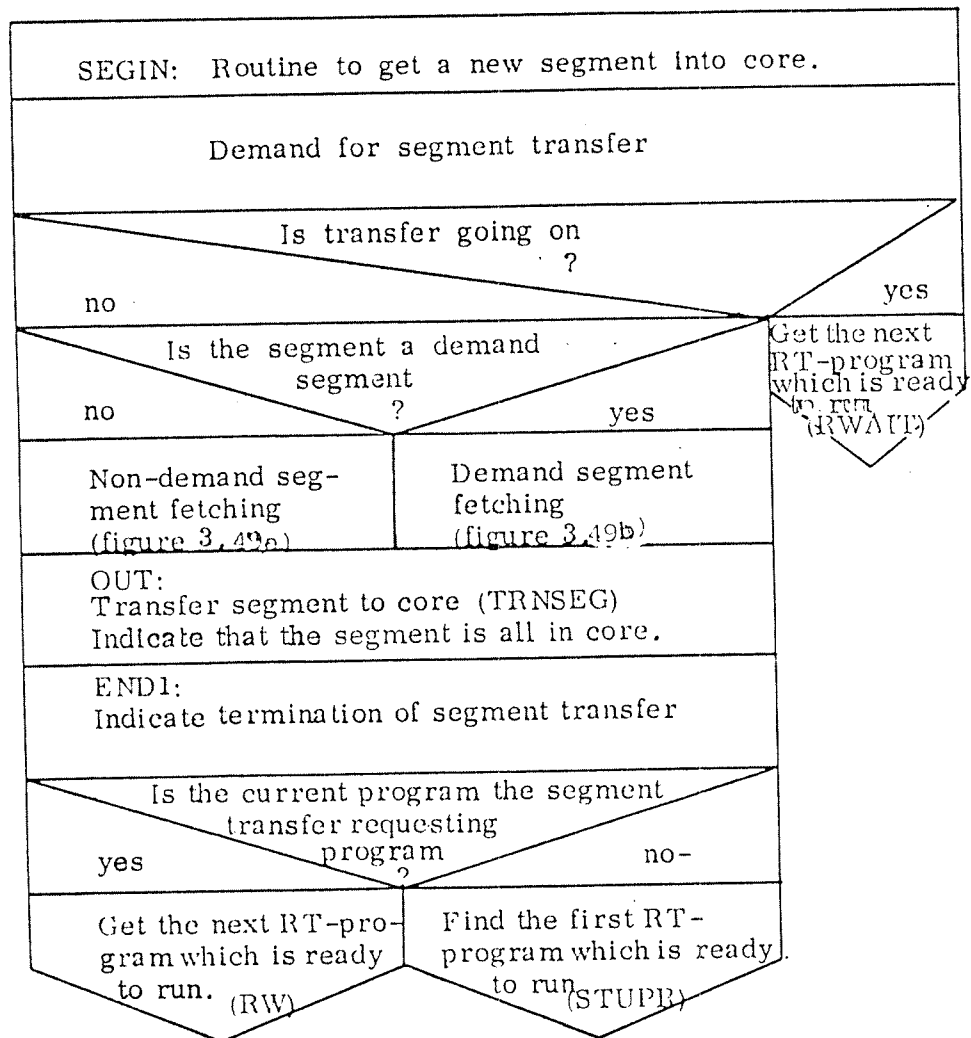 SEGIN: Routine to get a new segment into core.
Demand for segment transfer
Is transfer going on
?
no
yes
Get the next
RT-program
which is ready
to run
(RWAIT)
Is the segment a demand
segment
?
no
yes
Non-demand seg-
ment fetching
(figure 3.49a)
Demand segment
fetching
(figure 3.49b)
OUT:
Transfer segment to core (TRNSEG)
Indicate that the segment is all in core.
END1:
Indicate termination of segment transfer
Is the current program the segment
transfer requesting
program
?
yes
no-
Get the next RT-pro-
gram which is ready
to run.
(RW)
Find the first RT-
program which is ready.
to run
(STUPR)